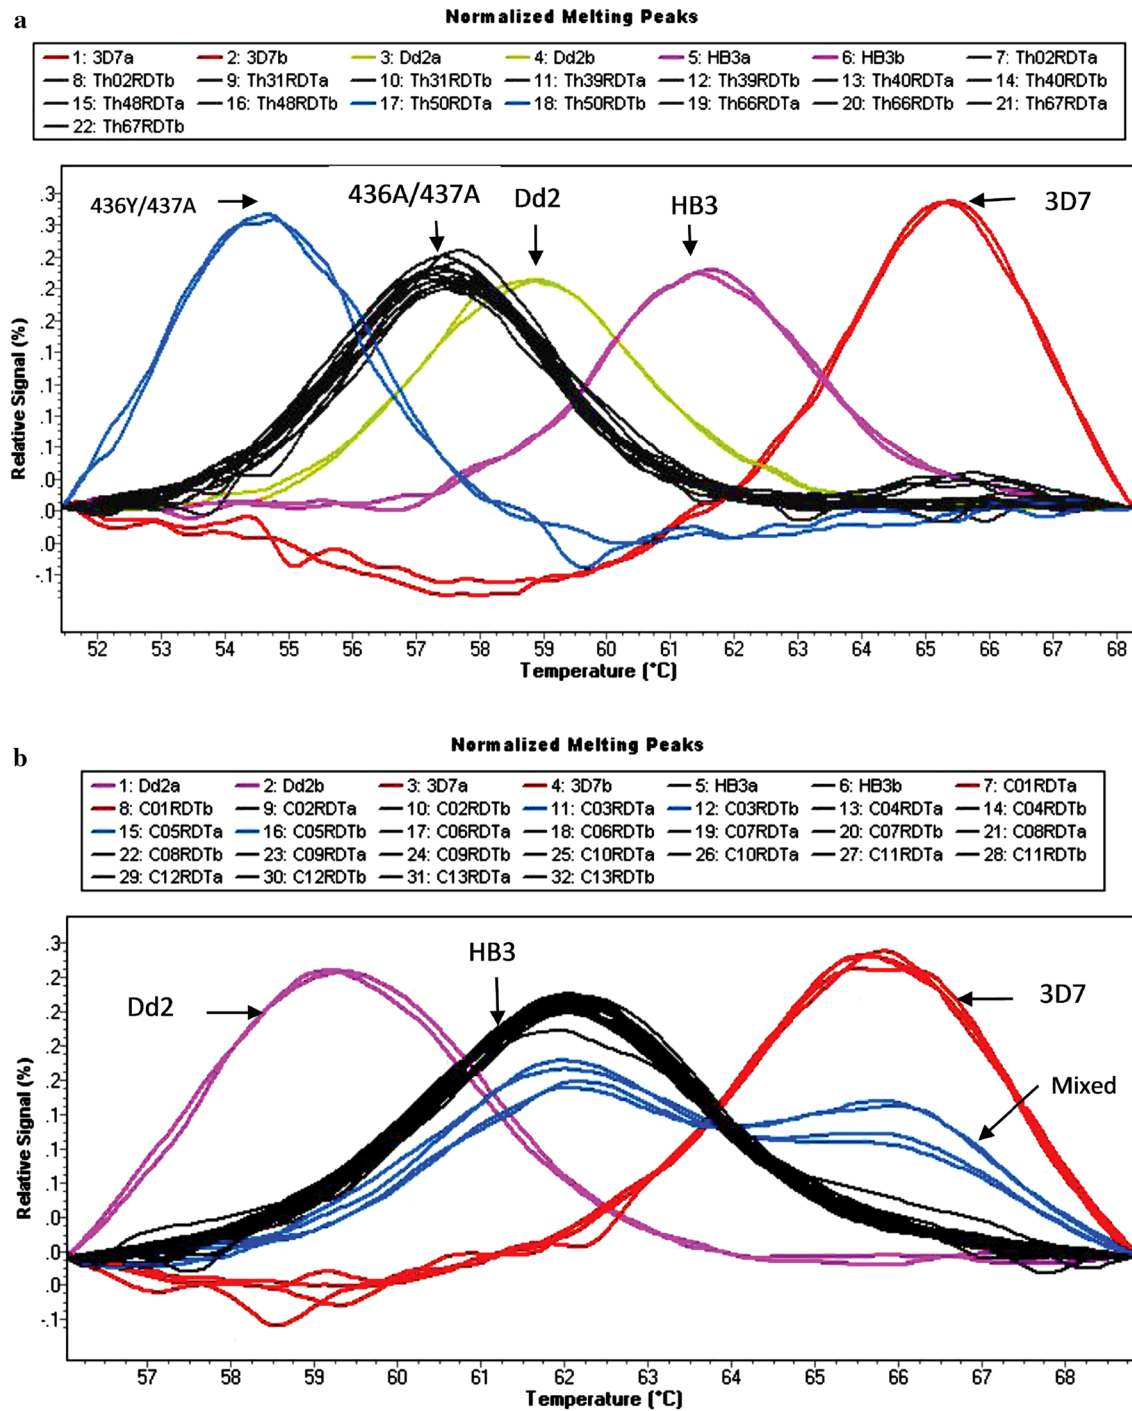 a
Normalized Melting Peaks
1: 3D7a 2: 3D7b 3: Dd2a 4: Dd2b 5: HB3a 6: HB3b 7: Th02RDTa
8: Th02RDTb 9: Th31RDTa 10: Th31RDTb 11: Th39RDTa 12: Th39RDTb 13: Th40RDTa 14: Th40RDTb
15: Th48RDTa 16: Th48RDTb 17: Th50RDTa 18: Th50RDTb 19: Th66RDTa 20: Th66RDTb 21: Th67RDTa
22: Th67RDTb
436Y/437A
436A/437A
Dd2
HB3
3D7
Relative Signal (%)
.3
.3
.2
.2
.2
.1
.1
.1
.1
.0
.0
.0
-.1
52 53 54 55 56 57 58 59 60 61 62 63 64 65 66 67 68
Temperature (°C)
b
Normalized Melting Peaks
1: Dd2a 2: Dd2b 3: 3D7a 4: 3D7b 5: HB3a 6: HB3b 7: C01RDTa
8: C01RDTb 9: C02RDTa 10: C02RDTb 11: C03RDTa 12: C03RDTb 13: C04RDTa 14: C04RDTb
15: C05RDTa 16: C05RDTb 17: C06RDTa 18: C06RDTb 19: C07RDTa 20: C07RDTb 21: C08RDTa
22: C08RDTb 23: C09RDTa 24: C09RDTb 25: C10RDTa 26: C10RDTa 27: C11RDTa 28: C11RDTb
29: C12RDTa 30: C12RDTb 31: C13RDTa 32: C13RDTb
Dd2
HB3
3D7
Mixed
Relative Signal (%)
.3
.2
.2
.2
.2
.1
.1
.1
.0
.0
.0
-.1
57 58 59 60 61 62 63 64 65 66 67 68
Temperature (°C)